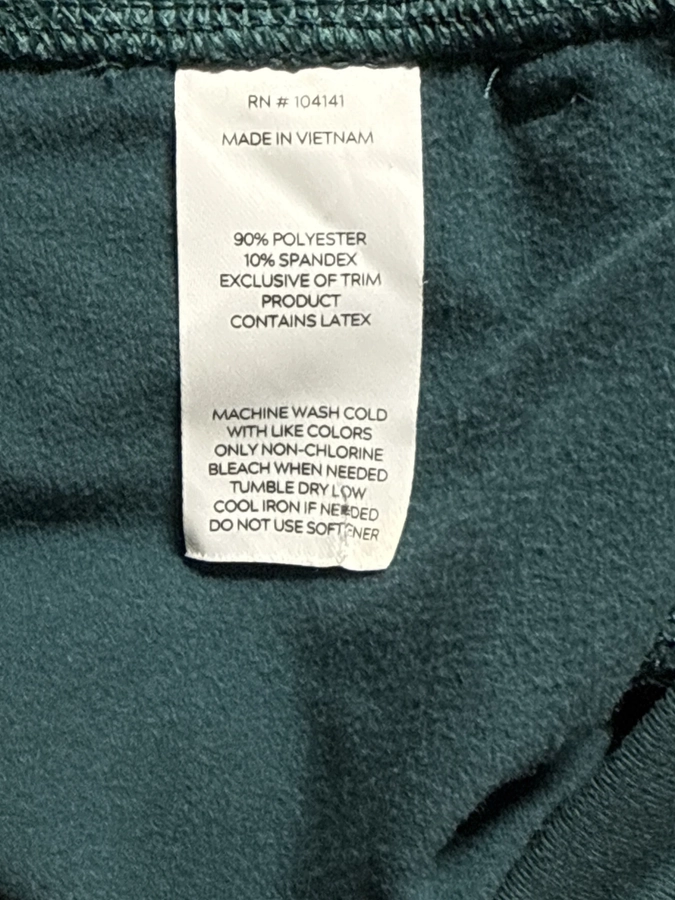 RN # 104141
MADE IN VIETNAM
90% POLYESTER
10% SPANDEX
EXCLUSIVE OF TRIM
PRODUCT
CONTAINS LATEX
MACHINE WASH COLD
WITH LIKE COLORS
ONLY NON-CHLORINE
BLEACH WHEN NEEDED
TUMBLE DRY LOW
COOL IRON IF NEEDED
DO NOT USE SOFTENER